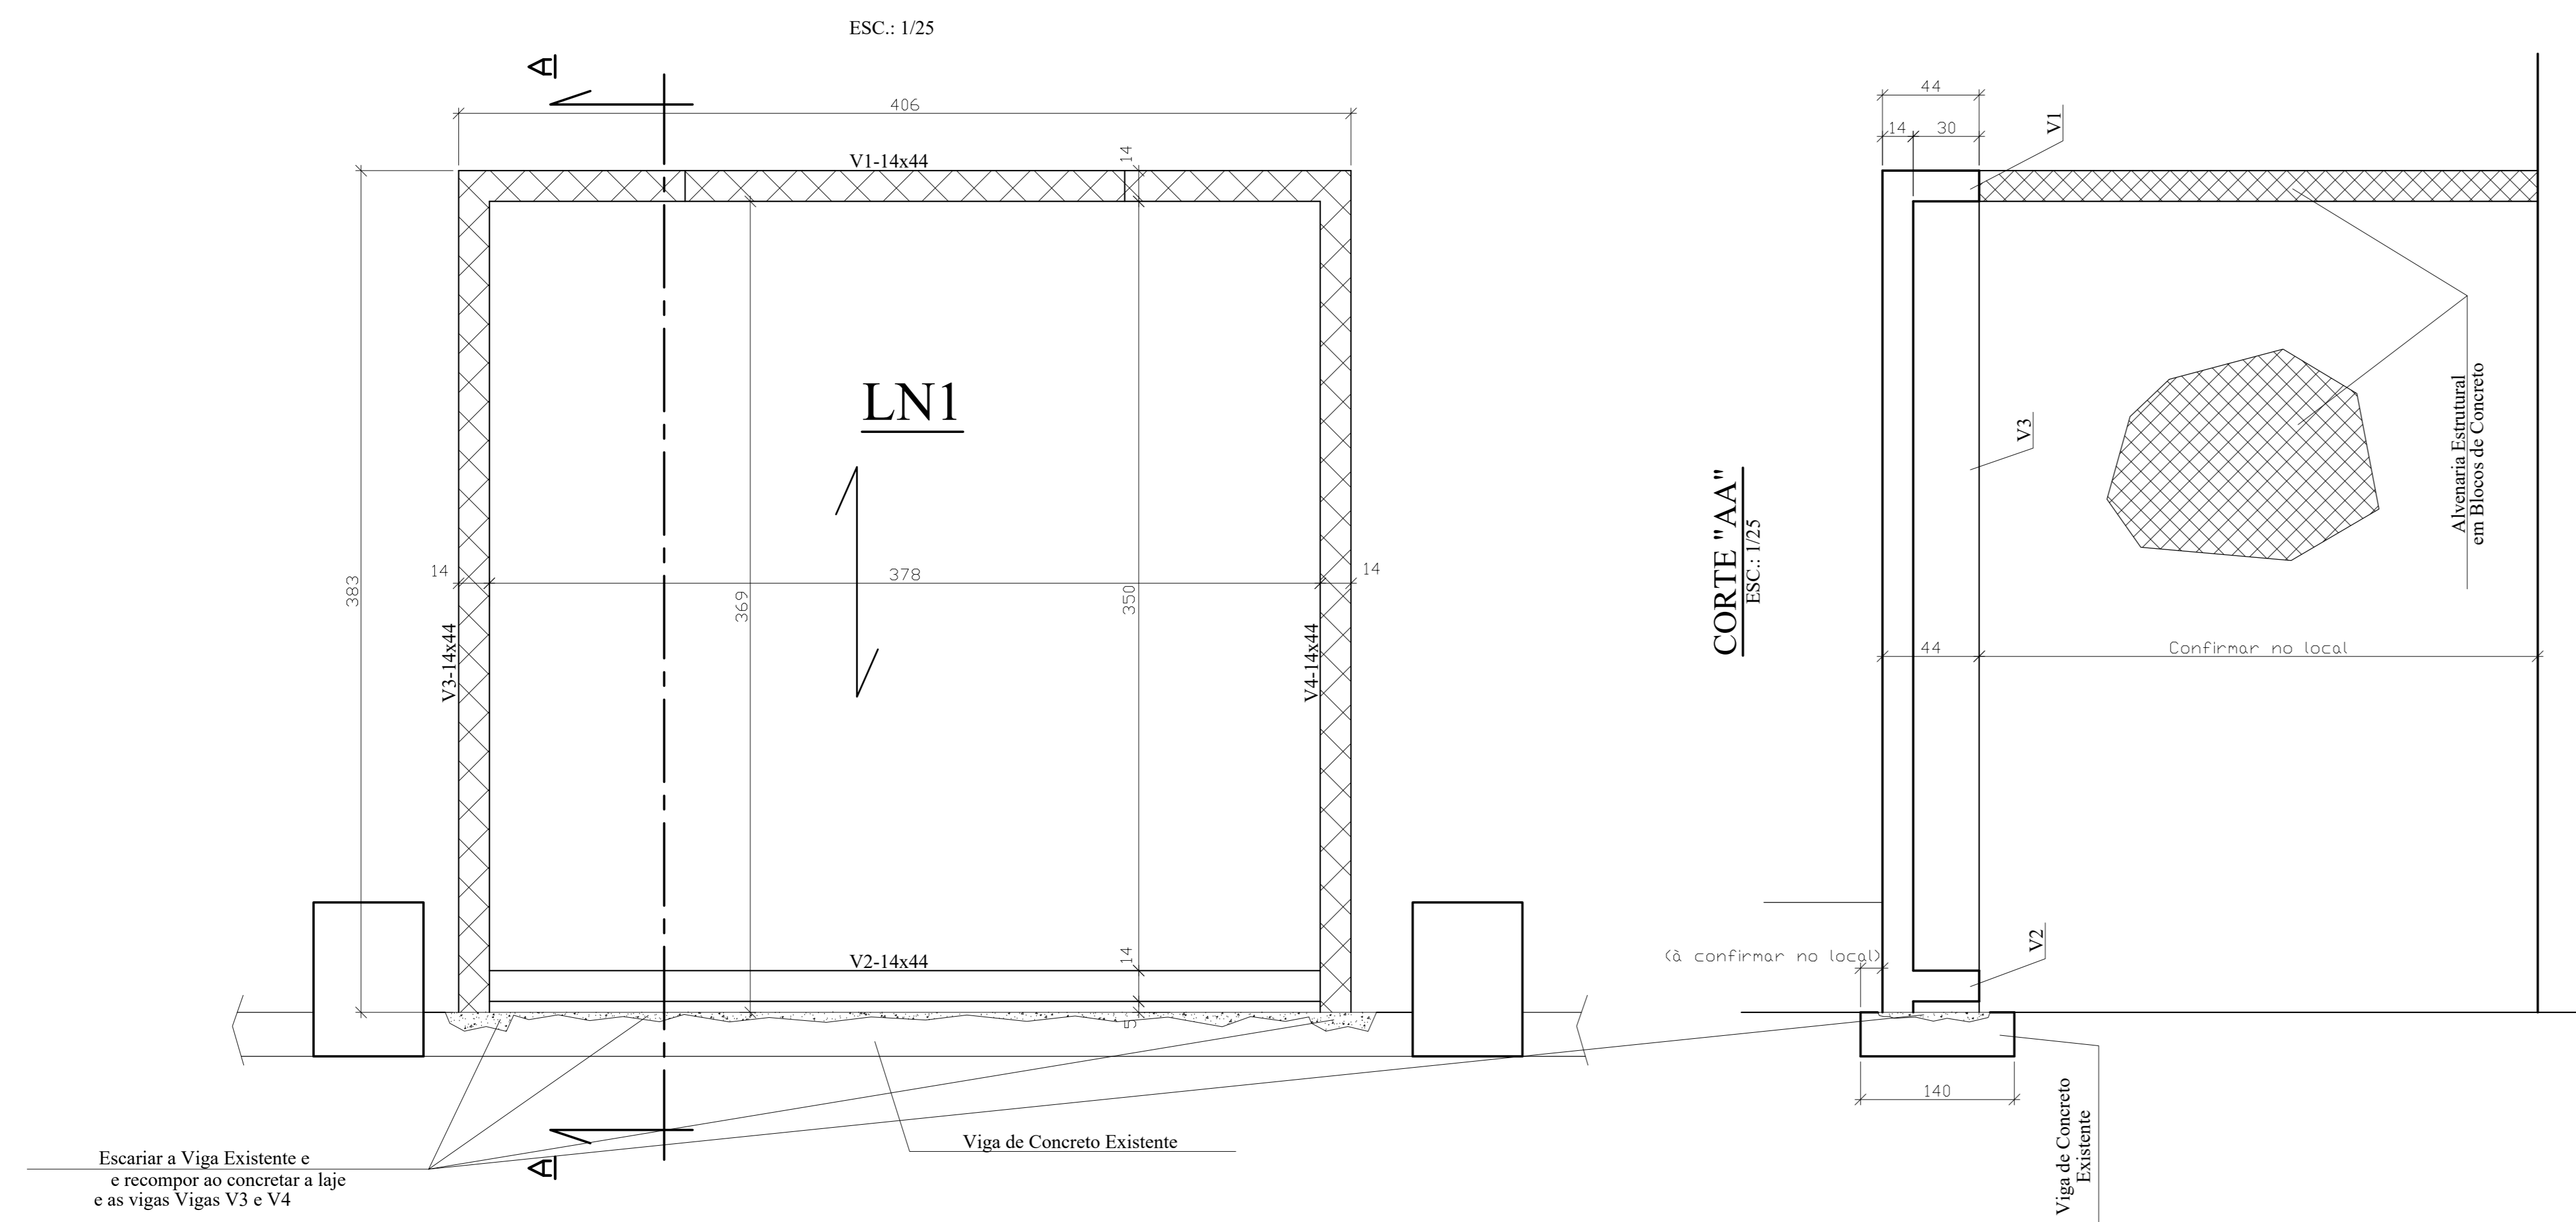 ESC.: 1/25
A
406
V1-14x44
14
LN1
383
14
378
14
369
350
V3-14x44
V4-14x44
14
V2-14x44
5
A
Viga de Concreto Existente
Escariar a Viga Existente e
e recompor ao concretar a laje
e as vigas Vigas V3 e V4
CORTE "AA"
ESC.: 1/25
44
14
30
V1
V3
Alvenaria Estrutural
em Blocos de Concreto
44
Confirmar no local
V2
(à confirmar no local)
140
Viga de Concreto
Existente